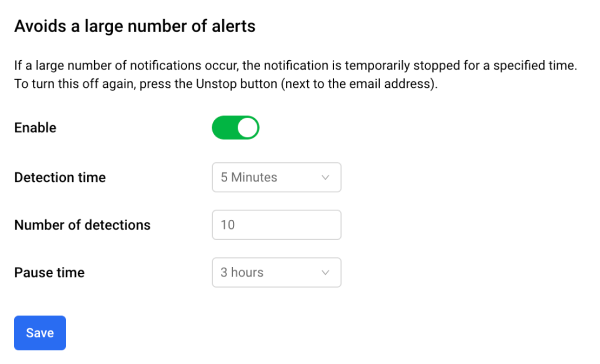 Avoids a large number of alerts
If a large number of notifications occur, the notification is temporarily stopped for a specified time.
To turn this off again, press the Unstop button (next to the email address).
Enable
Detection time
5 Minutes
Number of detections
10
Pause time
3 hours
Save